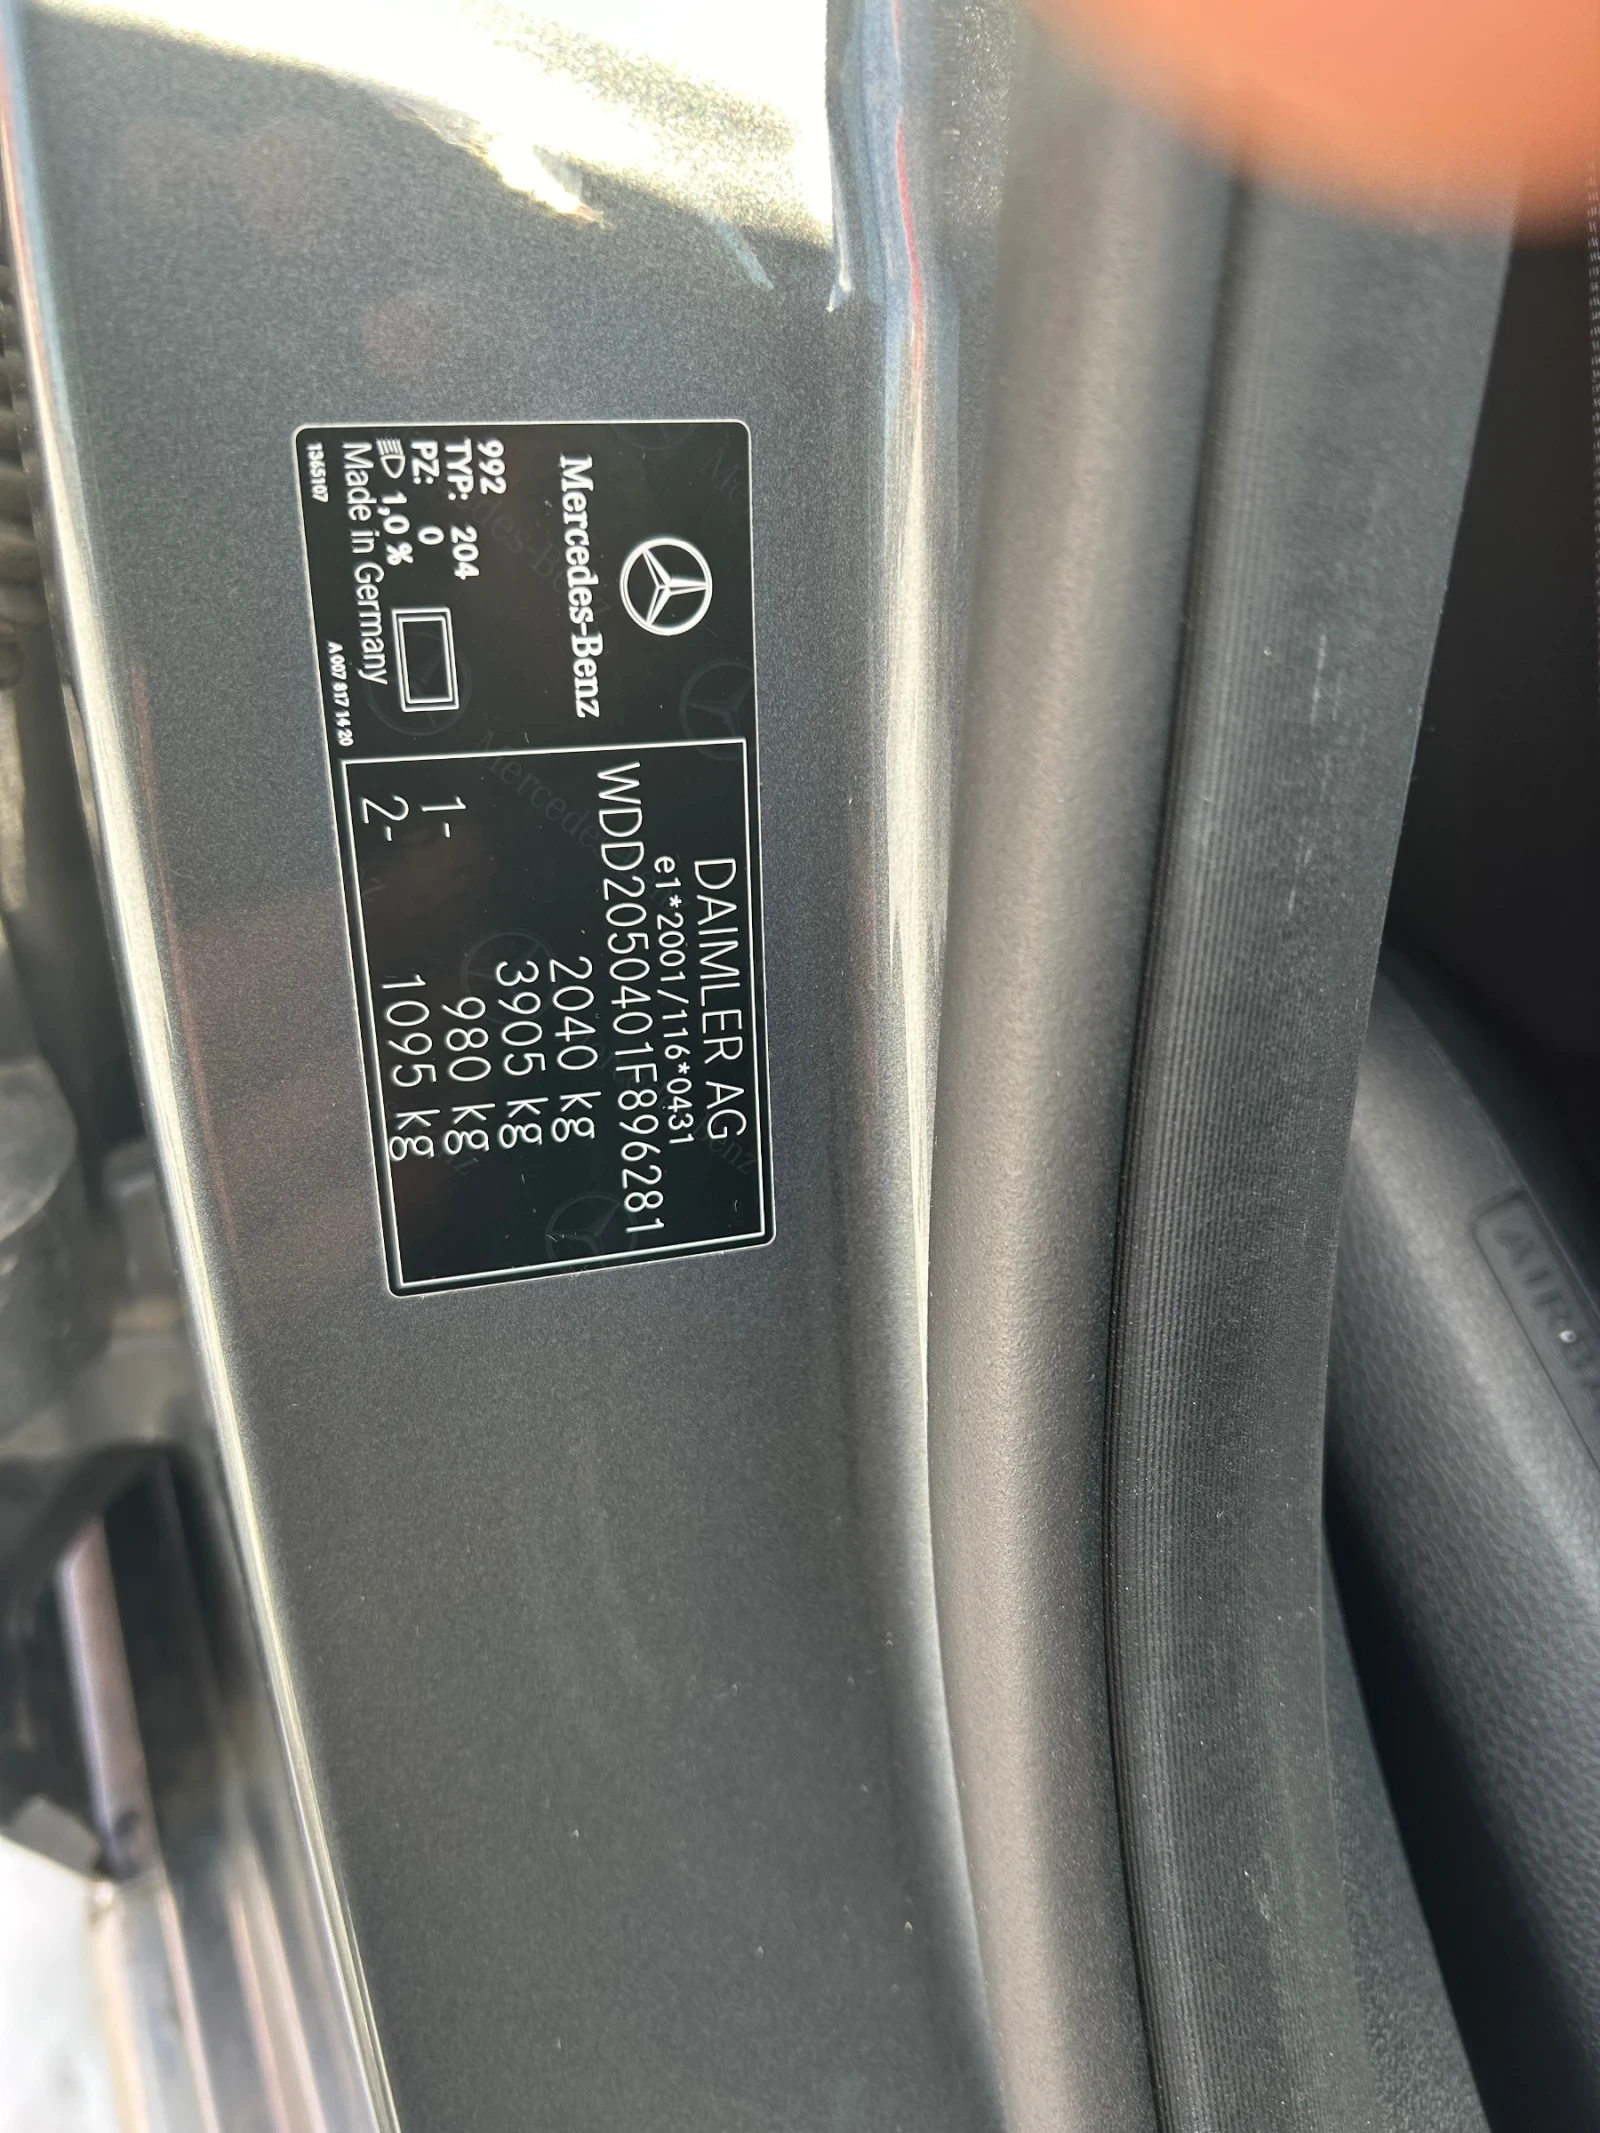 Mercedes-Benz
992
TYP: 204
PZ: 0
1,0 %
Made in Germany
1365107
A 007 817 14 20
DAIMLER AG
e1*2001/116*0431
WDD2050401F896281
2040 kg
3905 kg
1- 980 kg
2- 1095 kg